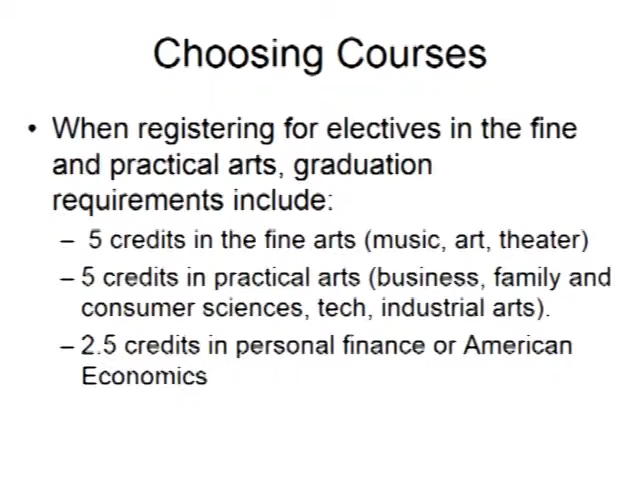 Choosing Courses
• When registering for electives in the fine
and practical arts, graduation
requirements include:
– 5 credits in the fine arts (music, art, theater)
– 5 credits in practical arts (business, family and
consumer sciences, tech, industrial arts).
– 2.5 credits in personal finance or American
Economics